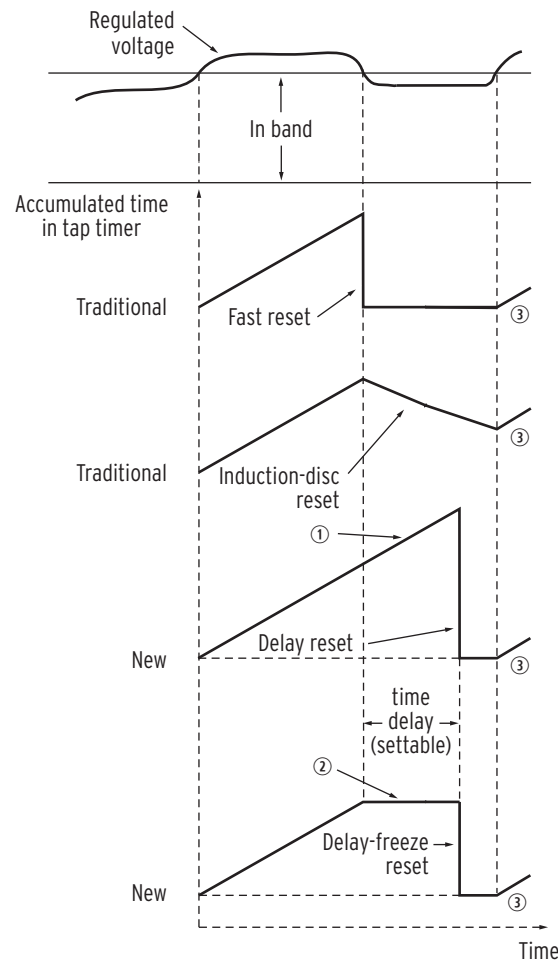 Regulated
voltage
In band
Accumulated time
in tap timer
Traditional
Fast reset
③
Traditional
Induction-disc
reset
③
①
New
Delay reset
③
time
delay
(settable)
②
Delay-freeze
reset
New
③
Time